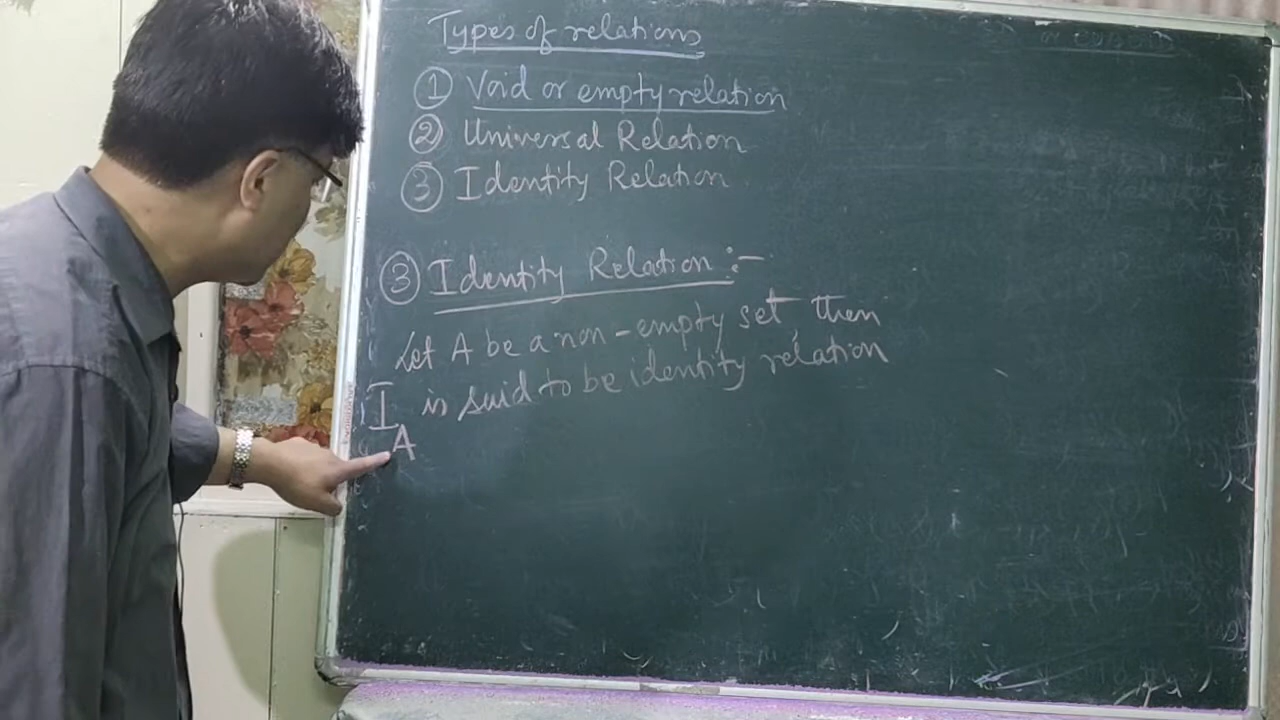 Types of relations
① Void or empty relation
② Universal Relation
③ Identity Relation
③ Identity Relation :-
Let A be a non-empty set, then
I_A is said to be identity relation